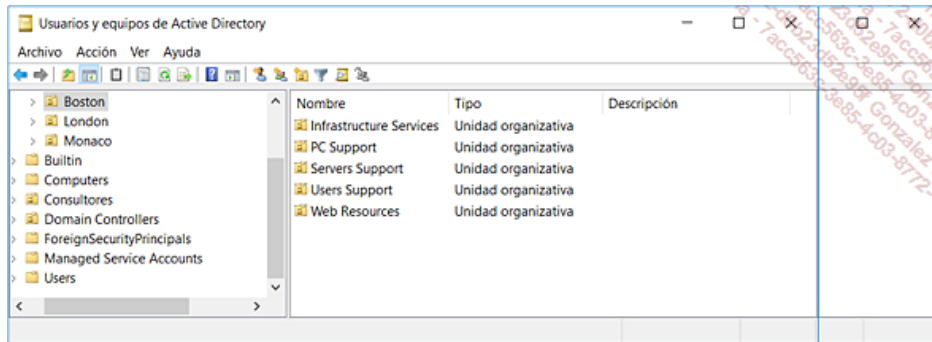 Usuarios y equipos de Active Directory
Archivo Acción Ver Ayuda
Boston
London
Monaco
Builtin
Computers
Consultores
Domain Controllers
ForeignSecurityPrincipals
Managed Service Accounts
Users
Nombre Tipo Descripción
Infrastructure Services Unidad organizativa
PC Support Unidad organizativa
Servers Support Unidad organizativa
Users Support Unidad organizativa
Web Resources Unidad organizativa